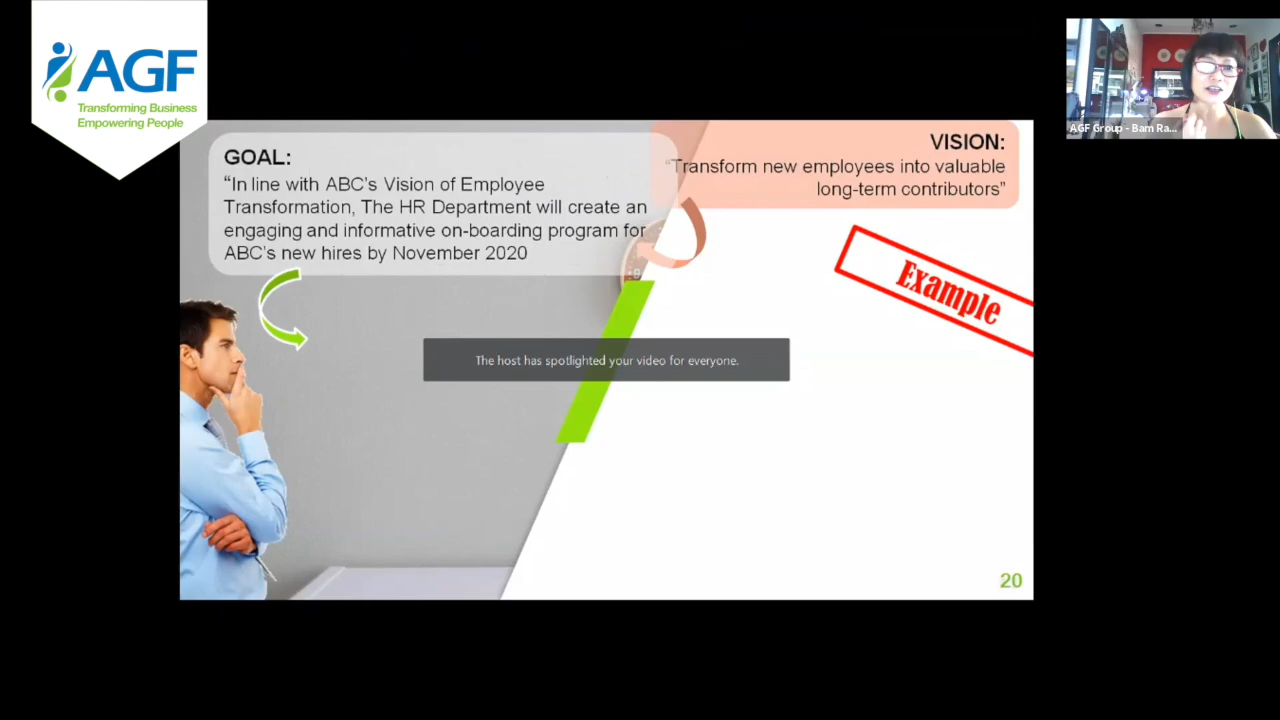 AGF
Transforming Business
Empowering People
AGF Group - Bam Ra...
GOAL:
“In line with ABC’s Vision of Employee
Transformation, The HR Department will create an
engaging and informative on-boarding program for
ABC’s new hires by November 2020
VISION:
“Transform new employees into valuable
long-term contributors”
Example
The host has spotlighted your video for everyone.
20